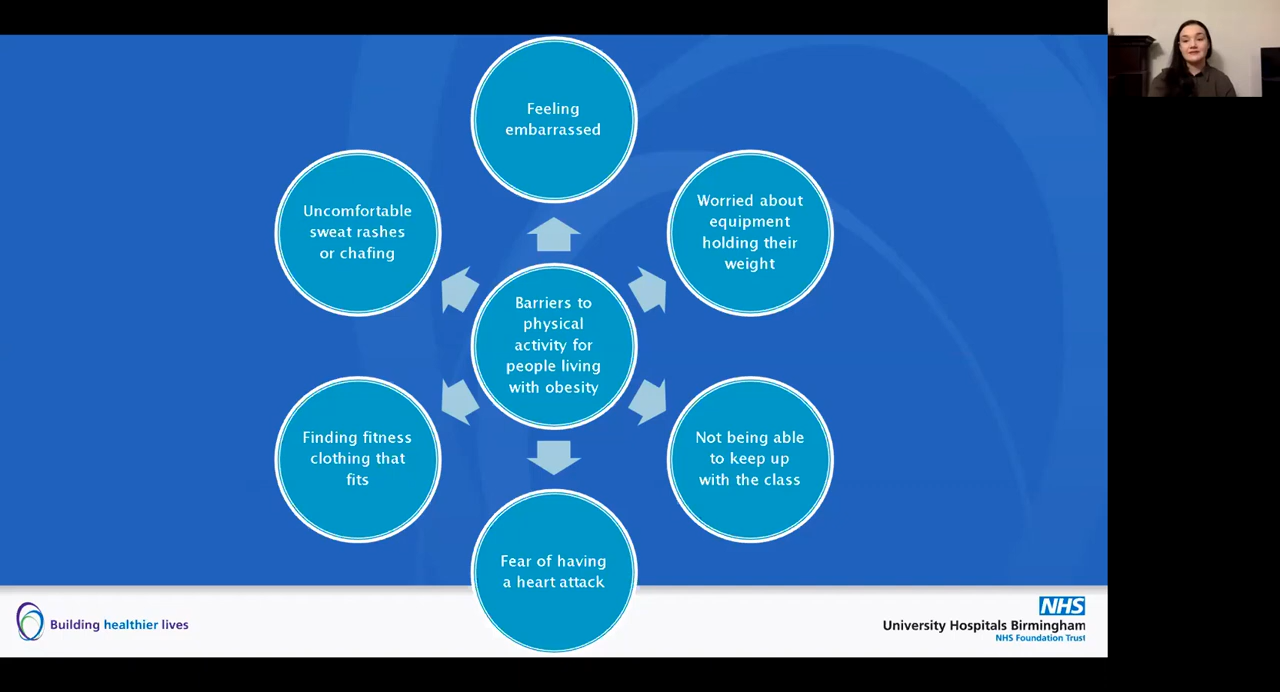 Feeling
embarrassed
Worried about
equipment
holding their
weight
Uncomfortable
sweat rashes
or chafing
Barriers to
physical
activity for
people living
with obesity
Finding fitness
clothing that
fits
Not being able
to keep up
with the class
Fear of having
a heart attack
Building healthier lives
NHS
University Hospitals Birmingham
NHS Foundation Trust